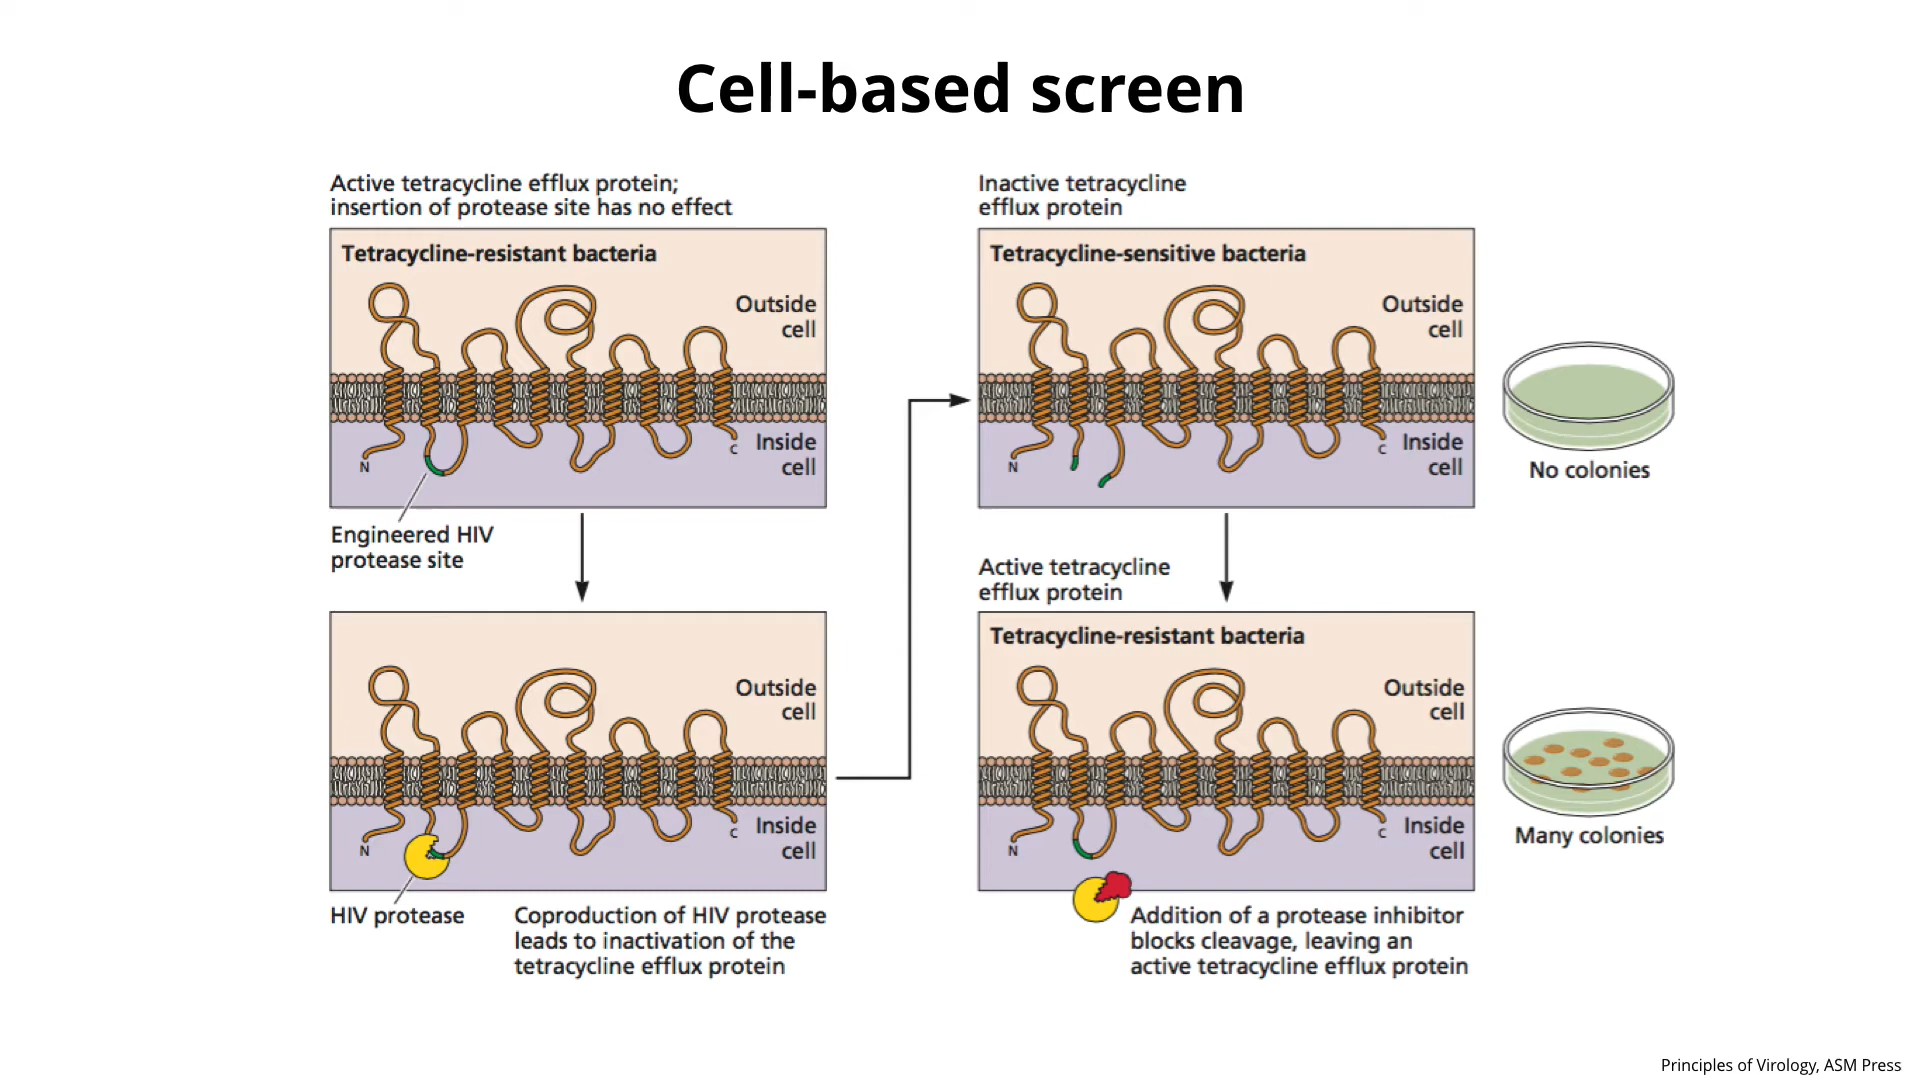 Cell-based screen
Active tetracycline efflux protein;
insertion of protease site has no effect
Tetracycline-resistant bacteria
Outside
cell
Inside
cell
N
C
Engineered HIV
protease site
Outside
cell
Inside
cell
N
C
HIV protease
Coproduction of HIV protease
leads to inactivation of the
tetracycline efflux protein
Inactive tetracycline
efflux protein
Tetracycline-sensitive bacteria
Outside
cell
Inside
cell
N
C
No colonies
Active tetracycline
efflux protein
Tetracycline-resistant bacteria
Outside
cell
Inside
cell
N
C
Many colonies
Addition of a protease inhibitor
blocks cleavage, leaving an
active tetracycline efflux protein
Principles of Virology, ASM Press